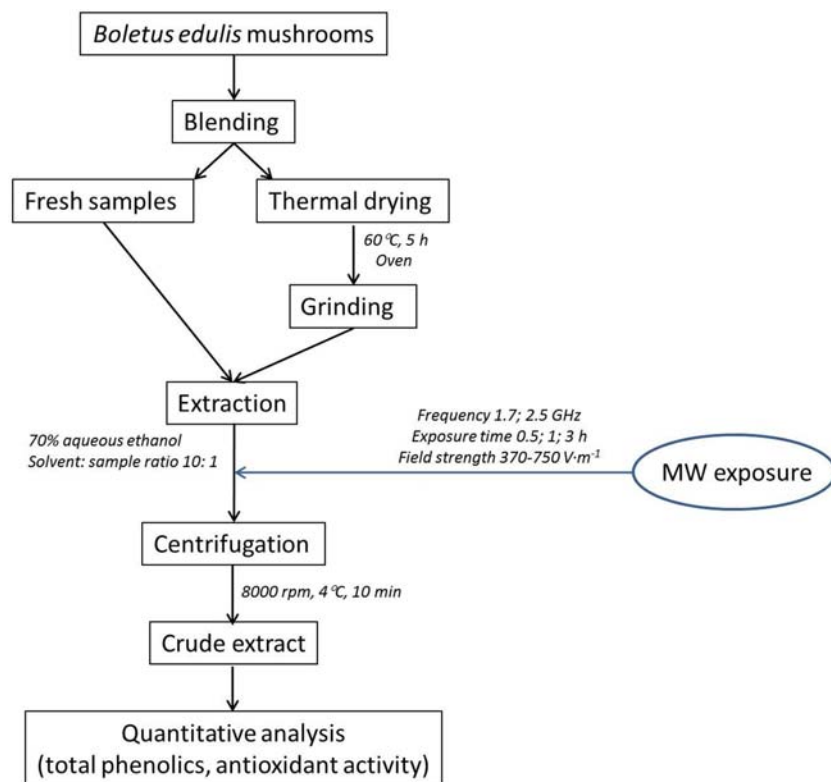 Boletus edulis mushrooms
Blending
Fresh samples
Thermal drying
60°C, 5 h
Oven
Grinding
Extraction
70% aqueous ethanol
Solvent: sample ratio 10: 1
Frequency 1.7; 2.5 GHz
Exposure time 0.5; 1; 3 h
Field strength 370-750 V·m⁻¹
MW exposure
Centrifugation
8000 rpm, 4°C, 10 min
Crude extract
Quantitative analysis
(total phenolics, antioxidant activity)